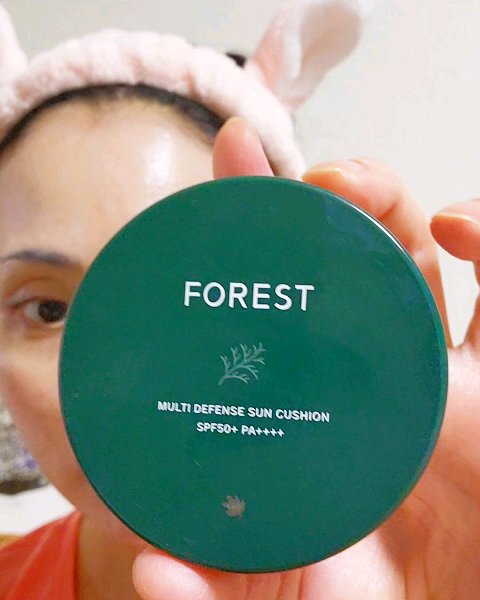 FOREST
MULTI DEFENSE SUN CUSHION
SPF50+ PA++++